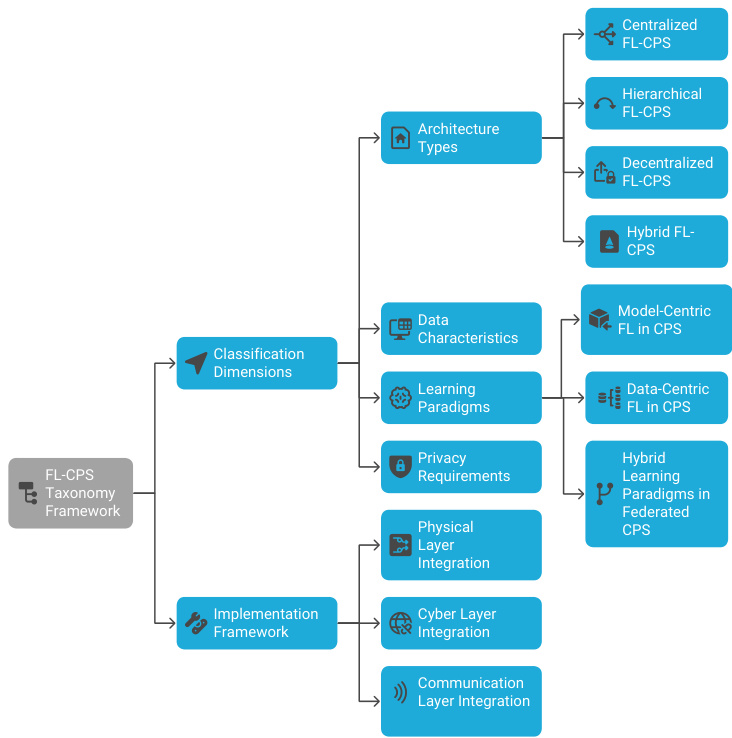 FL-CPS
Taxonomy
Framework
Classification
Dimensions
Architecture
Types
Centralized
FL-CPS
Hierarchical
FL-CPS
Decentralized
FL-CPS
Hybrid FL-
CPS
Data
Characteristics
Learning
Paradigms
Model-Centric
FL in CPS
Data-Centric
FL in CPS
Hybrid
Learning
Paradigms in
Federated
CPS
Privacy
Requirements
Implementation
Framework
Physical
Layer
Integration
Cyber Layer
Integration
Communication
Layer Integration